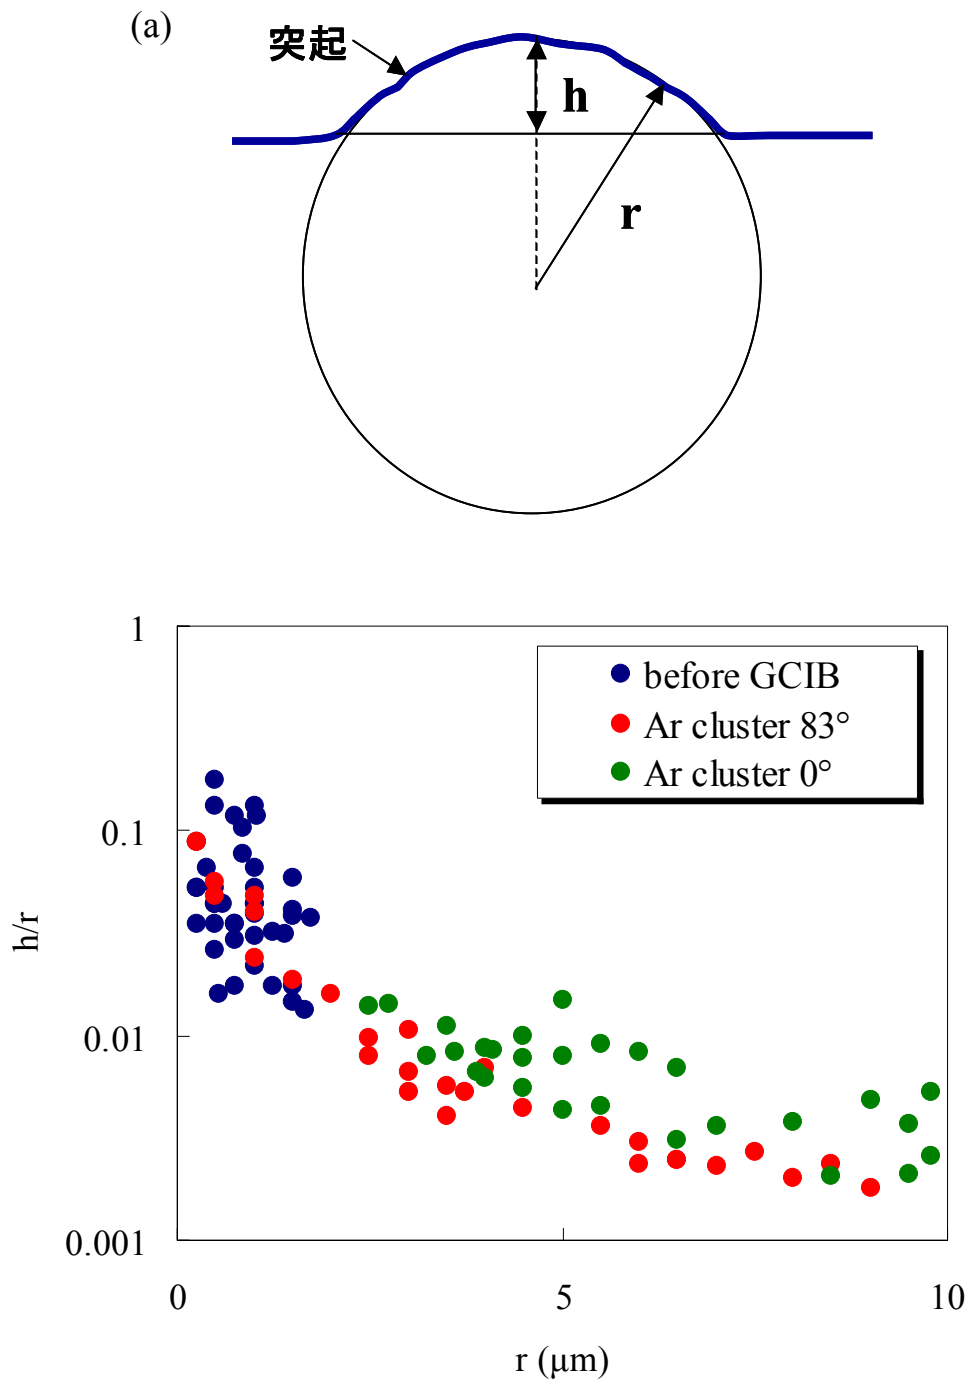 (a)
突起
h
r
1
before GCIB
Ar cluster 83°
Ar cluster 0°
0.1
h/r
0.01
0.001
0
5
10
r (μm)